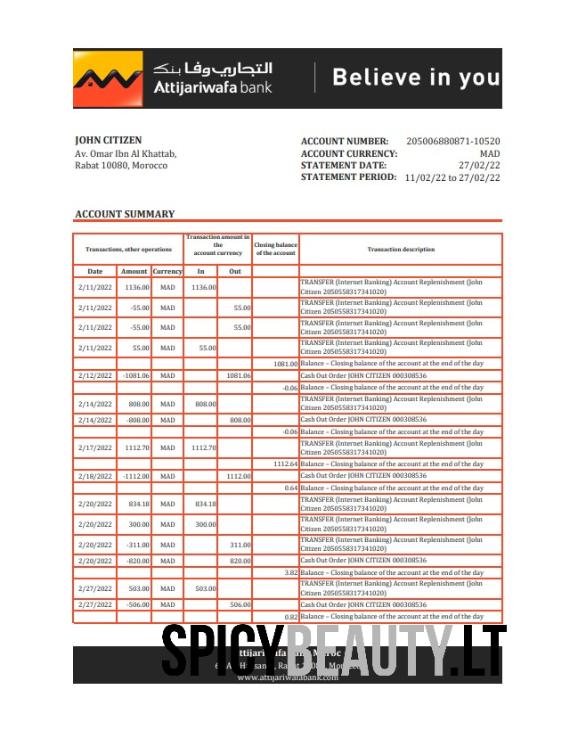 التجاري وفا بنك
Attijariwafa bank
Believe in you
JOHN CITIZEN
Av. Omar Ibn Al Khattab,
Rabat 10080, Morocco
ACCOUNT NUMBER: 205006880871-10520
ACCOUNT CURRENCY: MAD
STATEMENT DATE: 27/02/22
STATEMENT PERIOD: 11/02/22 to 27/02/22
ACCOUNT SUMMARY
Transactions, other operations
Transaction amount in
the
account currency
Closing balance
of the account
Transaction description
Date Amount Currency In Out
2/11/2022 1136.00 MAD 1136.00 TRANSFER (Internet Banking) Account Replenishment (John
Citizen 2050558317341020)
2/11/2022 -55.00 MAD 55.00 TRANSFER (Internet Banking) Account Replenishment (John
Citizen 2050558317341020)
2/11/2022 -55.00 MAD 55.00 TRANSFER (Internet Banking) Account Replenishment (John
Citizen 2050558317341020)
2/11/2022 55.00 MAD 55.00 TRANSFER (Internet Banking) Account Replenishment (John
Citizen 2050558317341020)
1081.00 Balance – Closing balance of the account at the end of the day
2/12/2022 -1081.06 MAD 1081.06 Cash Out Order JOHN CITIZEN 000308536
-0.06 Balance – Closing balance of the account at the end of the day
2/14/2022 808.00 MAD 808.00 TRANSFER (Internet Banking) Account Replenishment (John
Citizen 2050558317341020)
2/14/2022 -808.00 MAD 808.00 Cash Out Order JOHN CITIZEN 000308536
-0.06 Balance – Closing balance of the account at the end of the day
2/17/2022 1112.70 MAD 1112.70 TRANSFER (Internet Banking) Account Replenishment (John
Citizen 2050558317341020)
1112.64 Balance – Closing balance of the account at the end of the day
2/18/2022 -1112.00 MAD 1112.00 Cash Out Order JOHN CITIZEN 000308536
0.64 Balance – Closing balance of the account at the end of the day
2/20/2022 834.18 MAD 834.18 TRANSFER (Internet Banking) Account Replenishment (John
Citizen 2050558317341020)
2/20/2022 300.00 MAD 300.00 TRANSFER (Internet Banking) Account Replenishment (John
Citizen 2050558317341020)
2/20/2022 -311.00 MAD 311.00 TRANSFER (Internet Banking) Account Replenishment (John
Citizen 2050558317341020)
2/20/2022 -820.00 MAD 820.00 Cash Out Order JOHN CITIZEN 000308536
3.82 Balance – Closing balance of the account at the end of the day
2/27/2022 503.00 MAD 503.00 TRANSFER (Internet Banking) Account Replenishment (John
Citizen 2050558317341020)
2/27/2022 -506.00 MAD 506.00 Cash Out Order JOHN CITIZEN 000308536
0.82 Balance – Closing balance of the account at the end of the day
SPICYBEAUTY.LT
Maroc
Rabat
www.attijariwafabank.com